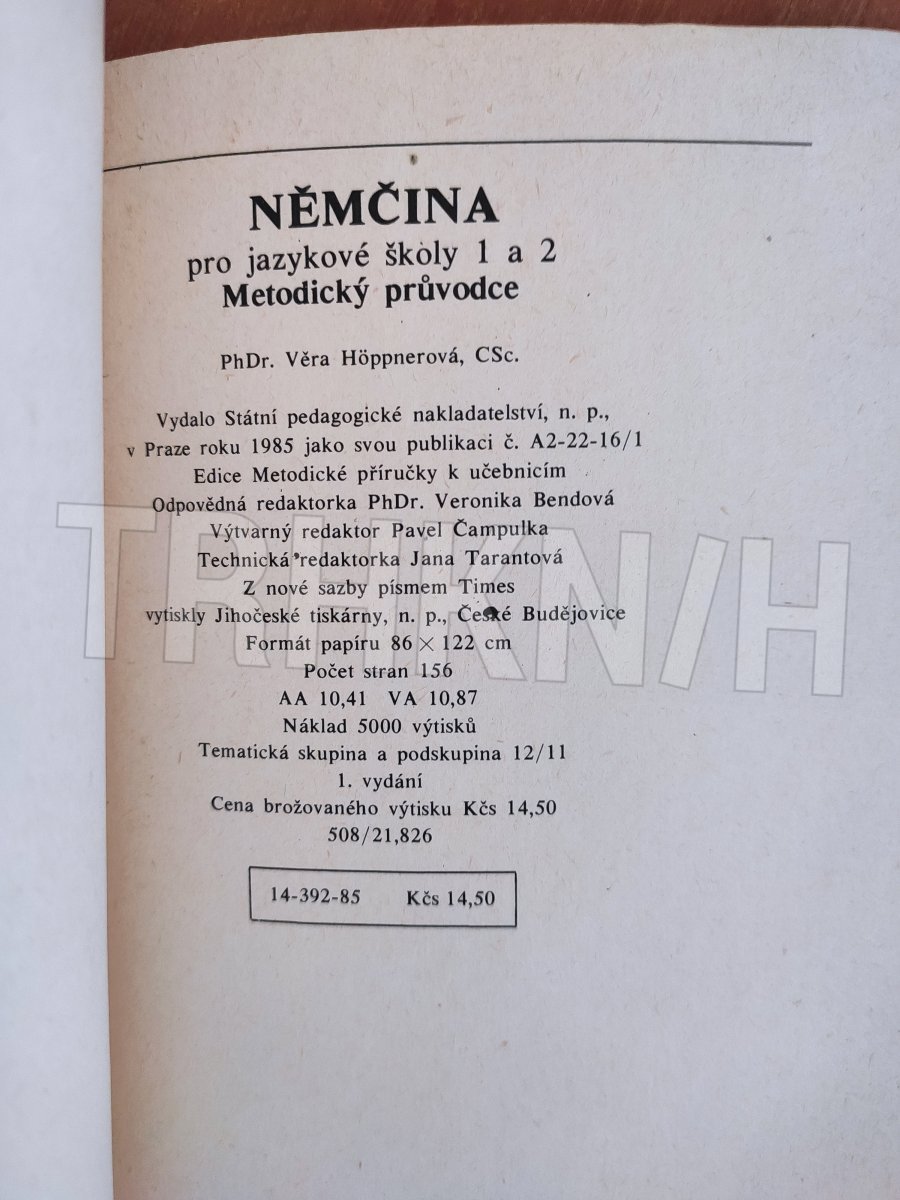 NĚMČINA
pro jazykové školy 1 a 2
Metodický průvodce
PhDr. Věra Höppnerová, CSc.
Vydalo Státní pedagogické nakladatelství, n. p.,
v Praze roku 1985 jako svou publikaci č. A2-22-16/1
Edice Metodické příručky k učebnicím
Odpovědná redaktorka PhDr. Veronika Bendová
Výtvarný redaktor Pavel Čampulka
Technická redaktorka Jana Tarantová
Z nové sazby písmem Times
vytiskly Jihočeské tiskárny, n. p., České Budějovice
Formát papíru 86 × 122 cm
Počet stran 156
AA 10,41 VA 10,87
Náklad 5000 výtisků
Tematická skupina a podskupina 12/11
1. vydání
Cena brožovaného výtisku Kčs 14,50
508/21,826
14-392-85 Kčs 14,50
TRHKN/H